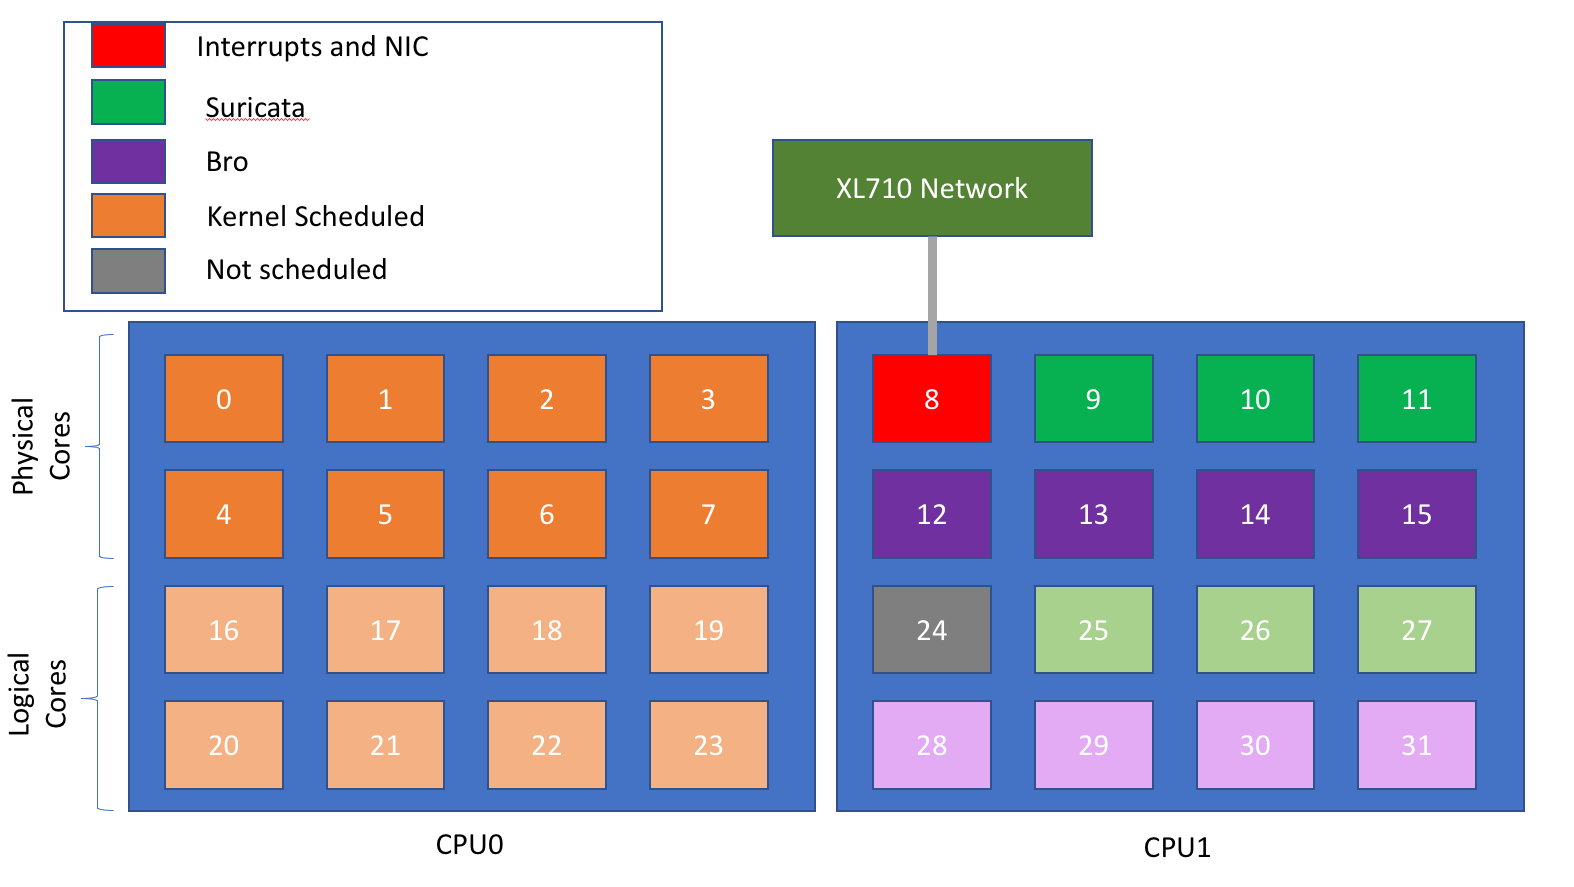 Interrupts and NIC
Suricata
Bro
Kernel Scheduled
Not scheduled
XL710 Network
Physical
Cores
0 1 2 3
4 5 6 7
8 9 10 11
12 13 14 15
Logical
Cores
16 17 18 19
20 21 22 23
24 25 26 27
28 29 30 31
CPU0
CPU1